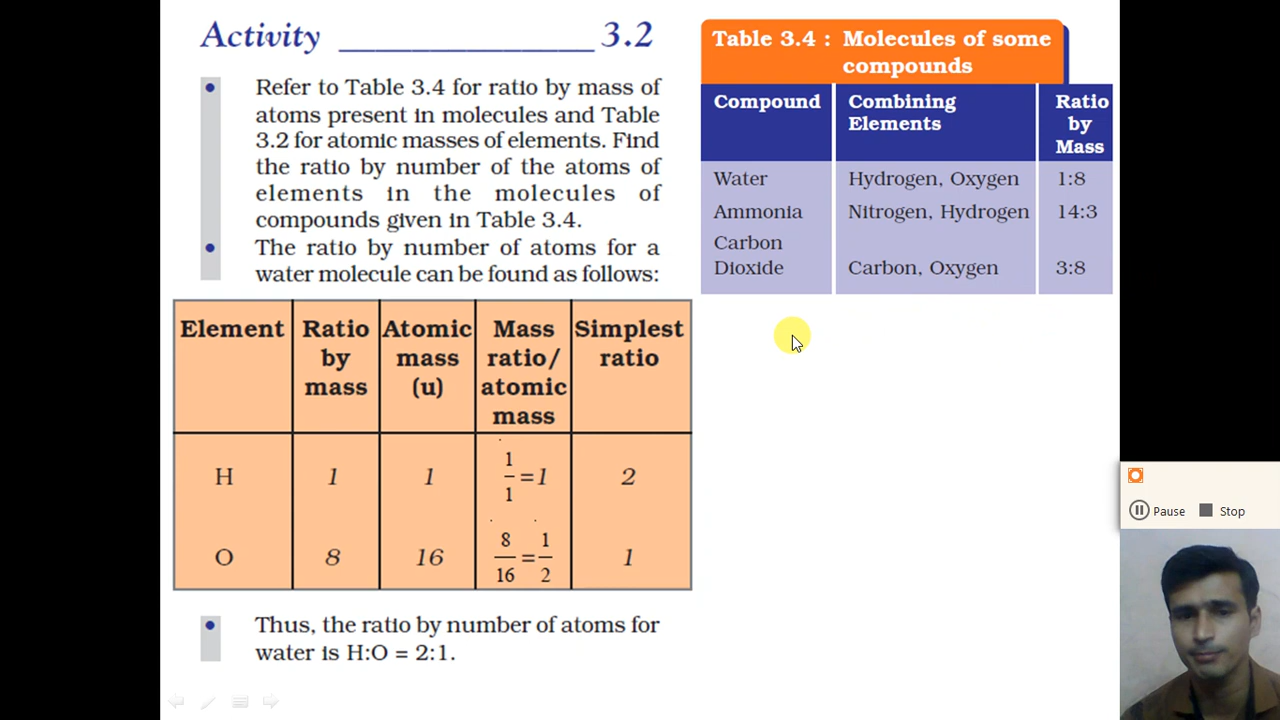 Activity ______________ 3.2
• Refer to Table 3.4 for ratio by mass of
atoms present in molecules and Table
3.2 for atomic masses of elements. Find
the ratio by number of the atoms of
elements in the molecules of
compounds given in Table 3.4.
• The ratio by number of atoms for a
water molecule can be found as follows:
Element Ratio by mass Atomic mass (u) Mass ratio/ atomic mass Simplest ratio
H 1 1 1/1 = 1 2
O 8 16 8/16 = 1/2 1
• Thus, the ratio by number of atoms for
water is H:O = 2:1.
Table 3.4 : Molecules of some
compounds
Compound Combining Elements Ratio by Mass
Water Hydrogen, Oxygen 1:8
Ammonia Nitrogen, Hydrogen 14:3
Carbon
Dioxide Carbon, Oxygen 3:8
Pause Stop